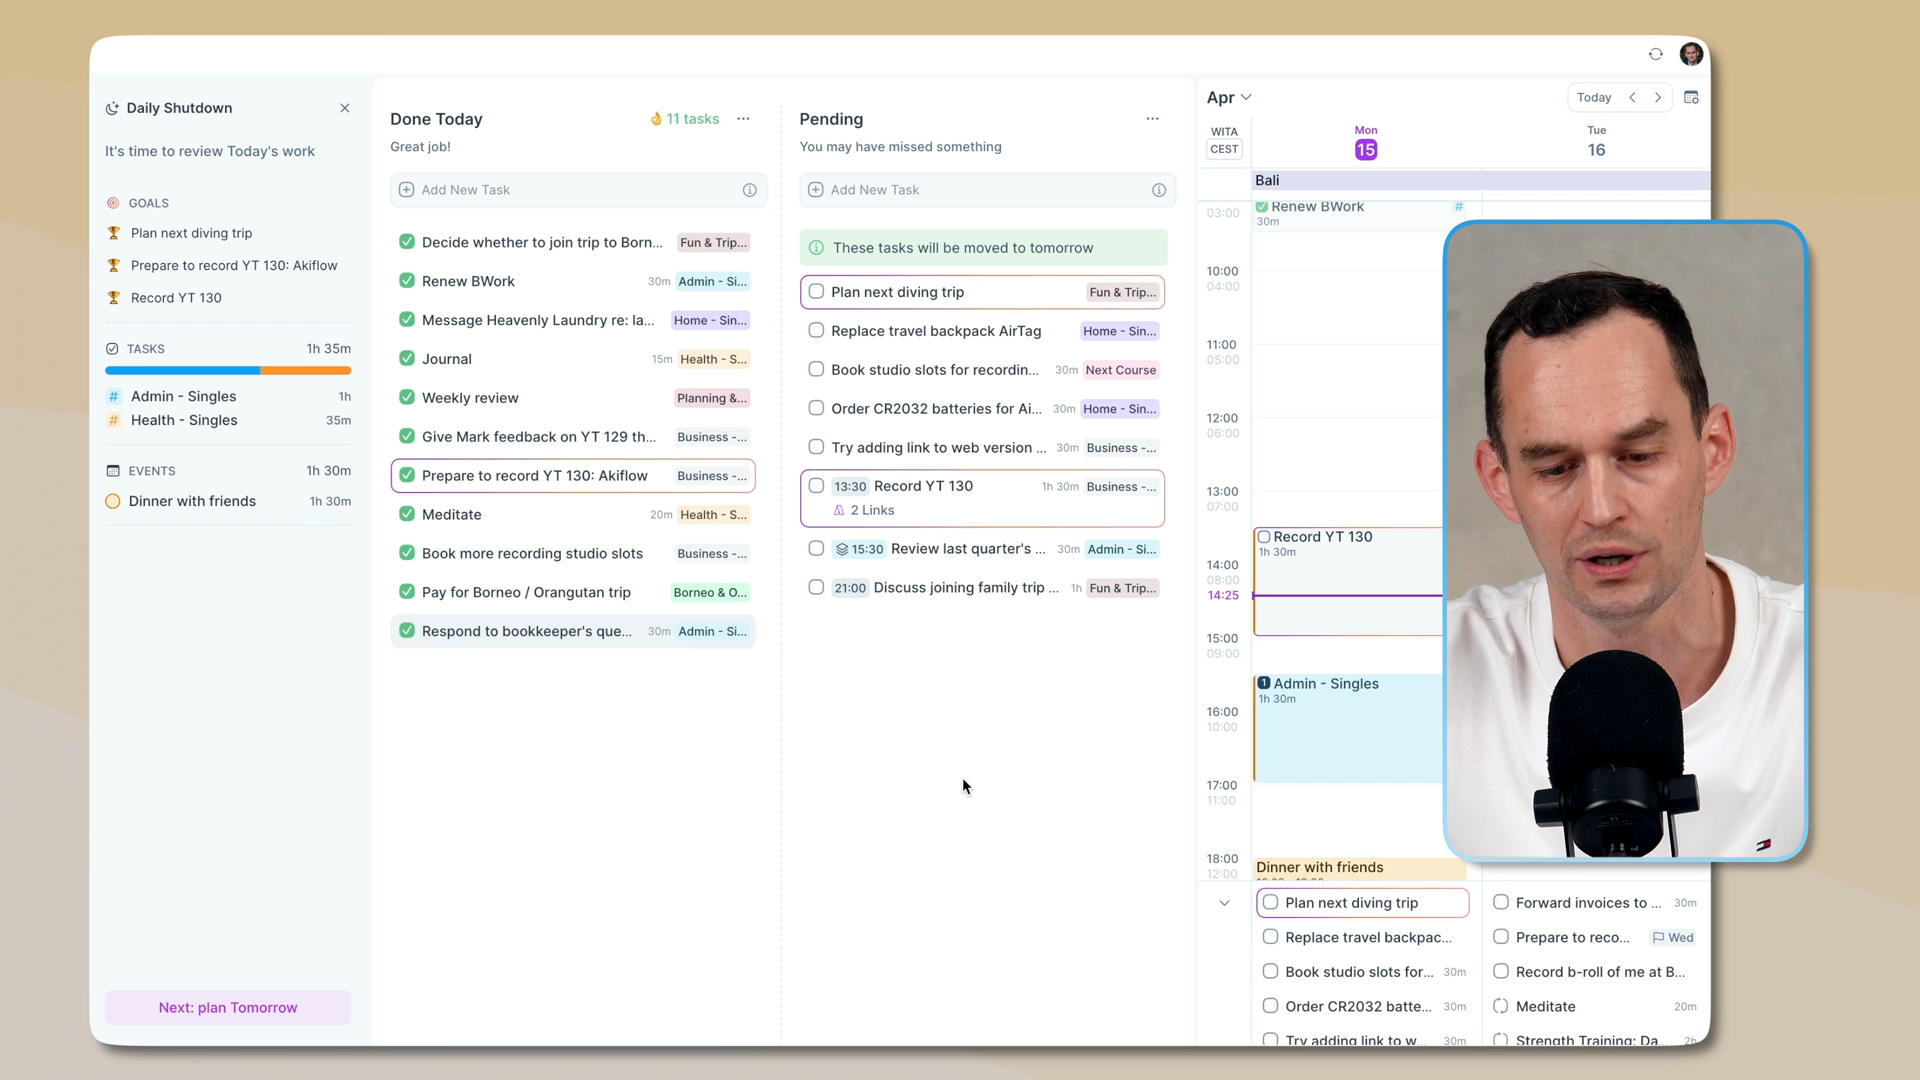 Daily Shutdown
It's time to review Today's work
GOALS
Plan next diving trip
Prepare to record YT 130: Akiflow
Record YT 130
TASKS 1h 35m
# Admin - Singles 1h
# Health - Singles 35m
EVENTS 1h 30m
Dinner with friends 1h 30m
Next: plan Tomorrow
Done Today 11 tasks ...
Great job!
Add New Task
Decide whether to join trip to Born... Fun & Trip...
Renew BWork 30m Admin - Si...
Message Heavenly Laundry re: la... Home - Sin...
Journal 15m Health - S...
Weekly review Planning &...
Give Mark feedback on YT 129 th... Business -...
Prepare to record YT 130: Akiflow Business -...
Meditate 20m Health - S...
Book more recording studio slots Business -...
Pay for Borneo / Orangutan trip Borneo & O...
Respond to bookkeeper's que... 30m Admin - Si...
Pending ...
You may have missed something
Add New Task
These tasks will be moved to tomorrow
Plan next diving trip Fun & Trip...
Replace travel backpack AirTag Home - Sin...
Book studio slots for recordin... 30m Next Course
Order CR2032 batteries for Ai... 30m Home - Sin...
Try adding link to web version ... 30m Business -...
13:30 Record YT 130 1h 30m Business -...
2 Links
15:30 Review last quarter's ... 30m Admin - Si...
21:00 Discuss joining family trip ... 1h Fun & Trip...
Apr Today
WITA Mon Tue
CEST 15 16
Bali
03:00 Renew BWork #
30m
10:00
04:00
11:00
05:00
12:00
06:00
13:00
07:00
Record YT 130
1h 30m
14:00
08:00
14:25
15:00
09:00
1 Admin - Singles
1h 30m
16:00
10:00
17:00
11:00
18:00
Dinner with friends
12:00
Plan next diving trip
Replace travel backpac...
Book studio slots for... 30m
Order CR2032 batte... 30m
Try adding link to w... 30m
Forward invoices to ... 30m
Prepare to reco... Wed
Record b-roll of me at B...
Meditate 20m
Strength Training: Da... 2h